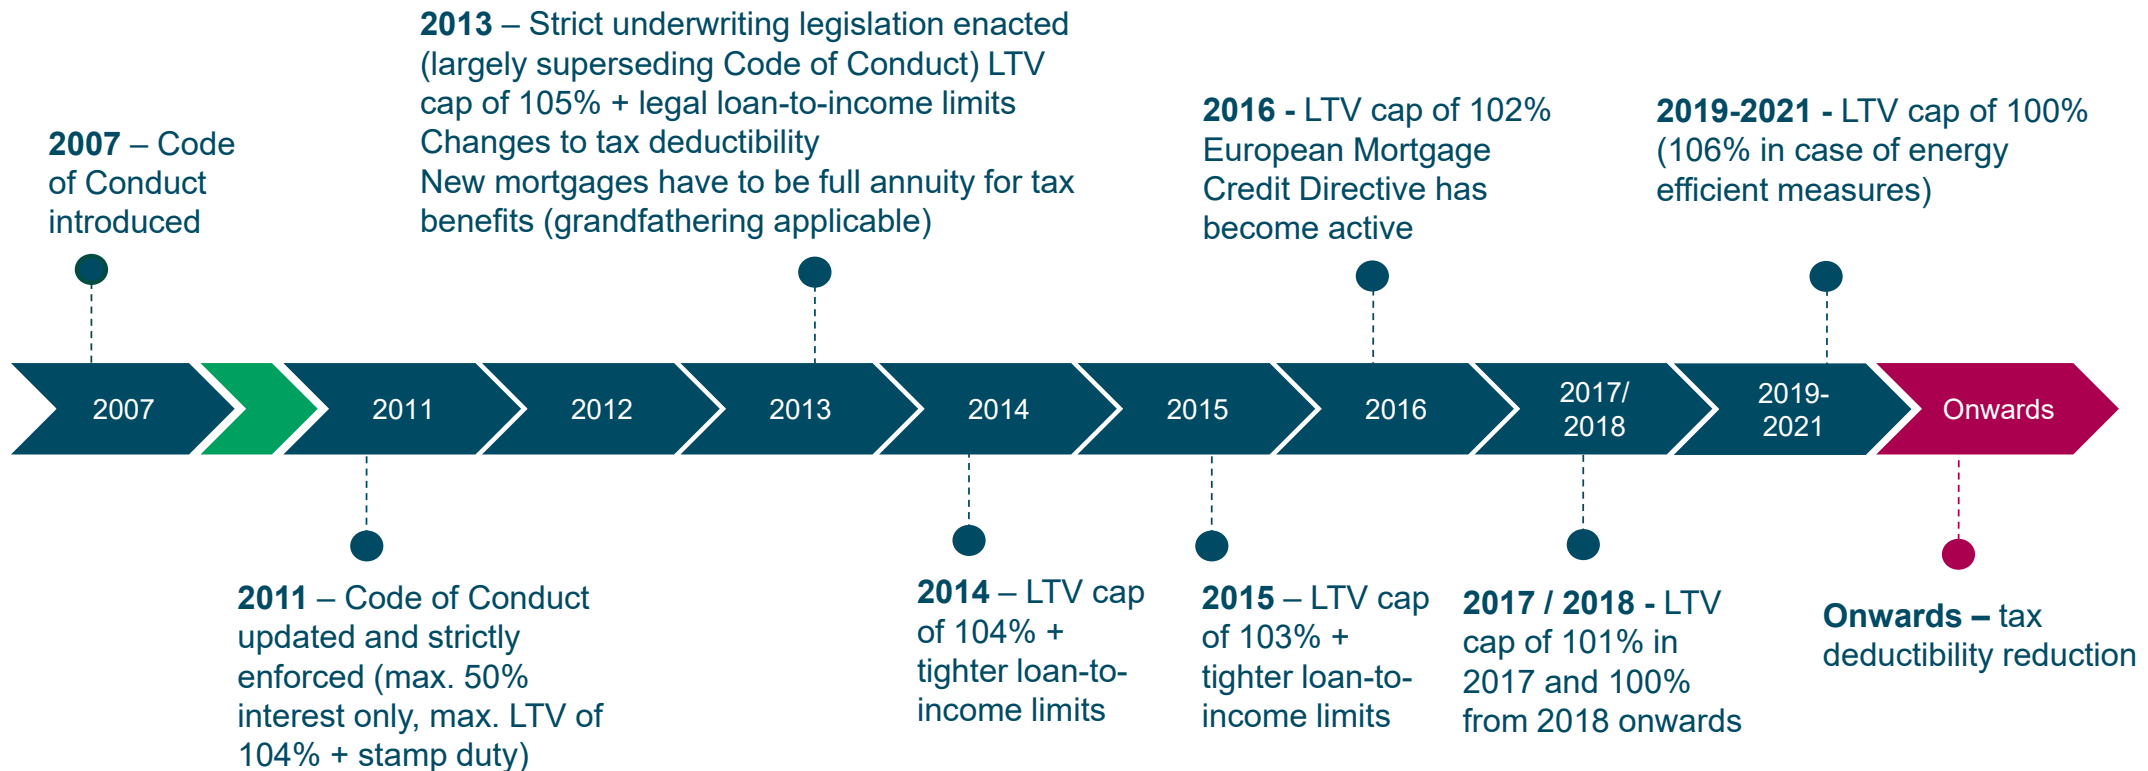 2007 – Code
of Conduct
introduced
2013 – Strict underwriting legislation enacted
(largely superseding Code of Conduct) LTV
cap of 105% + legal loan-to-income limits
Changes to tax deductibility
New mortgages have to be full annuity for tax
benefits (grandfathering applicable)
2016 - LTV cap of 102%
European Mortgage
Credit Directive has
become active
2019-2021 - LTV cap of 100%
(106% in case of energy
efficient measures)
2007
2011
2012
2013
2014
2015
2016
2017/
2018
2019-
2021
Onwards
2011 – Code of Conduct
updated and strictly
enforced (max. 50%
interest only, max. LTV of
104% + stamp duty)
2014 – LTV cap
of 104% +
tighter loan-to-
income limits
2015 – LTV cap
of 103% +
tighter loan-to-
income limits
2017 / 2018 - LTV
cap of 101% in
2017 and 100%
from 2018 onwards
Onwards – tax
deductibility reduction